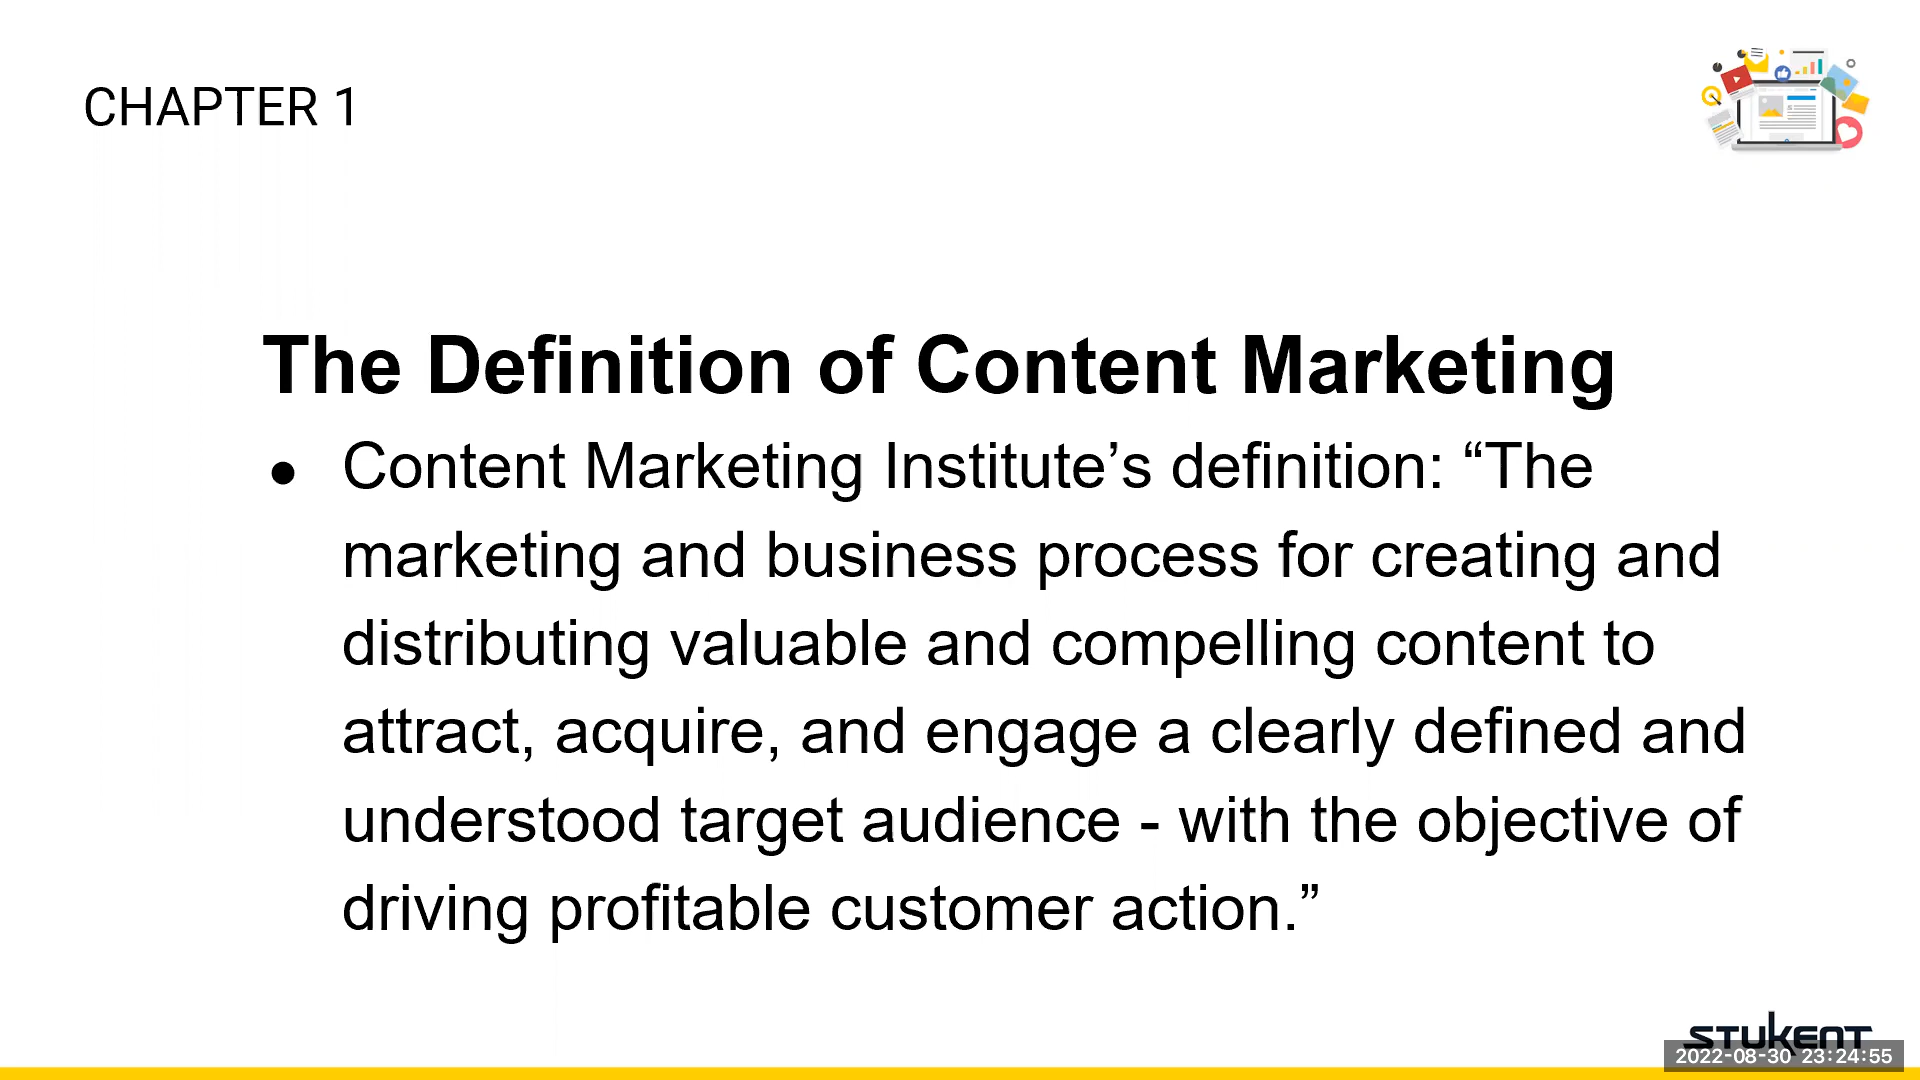 CHAPTER 1
The Definition of Content Marketing
● Content Marketing Institute’s definition: “The
marketing and business process for creating and
distributing valuable and compelling content to
attract, acquire, and engage a clearly defined and
understood target audience - with the objective of
driving profitable customer action.”
STUKENT
2022-08-30 23:24:55